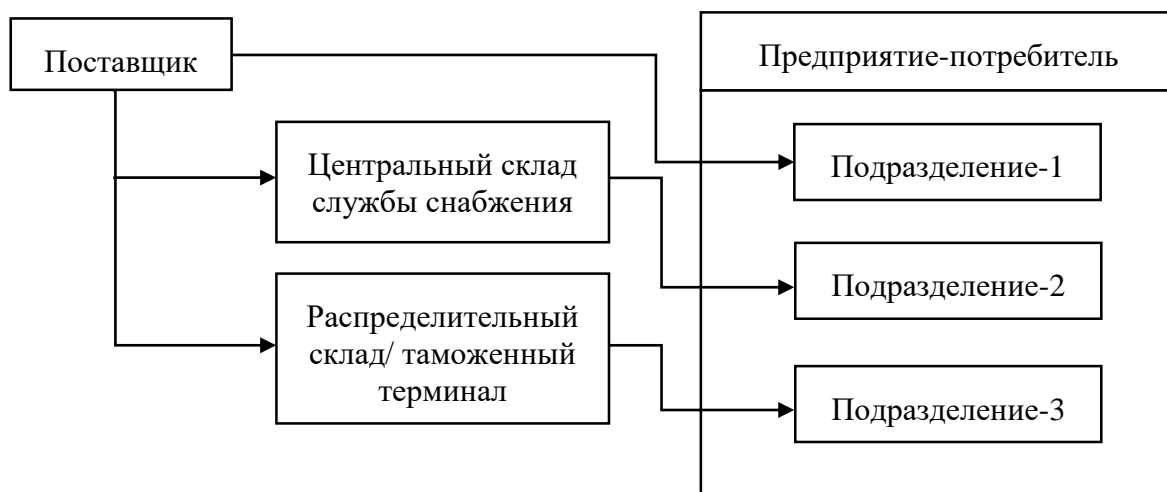 Поставщик
Предприятие-потребитель
Центральный склад
службы снабжения
Подразделение-1
Подразделение-2
Распределительный
склад/ таможенный
терминал
Подразделение-3